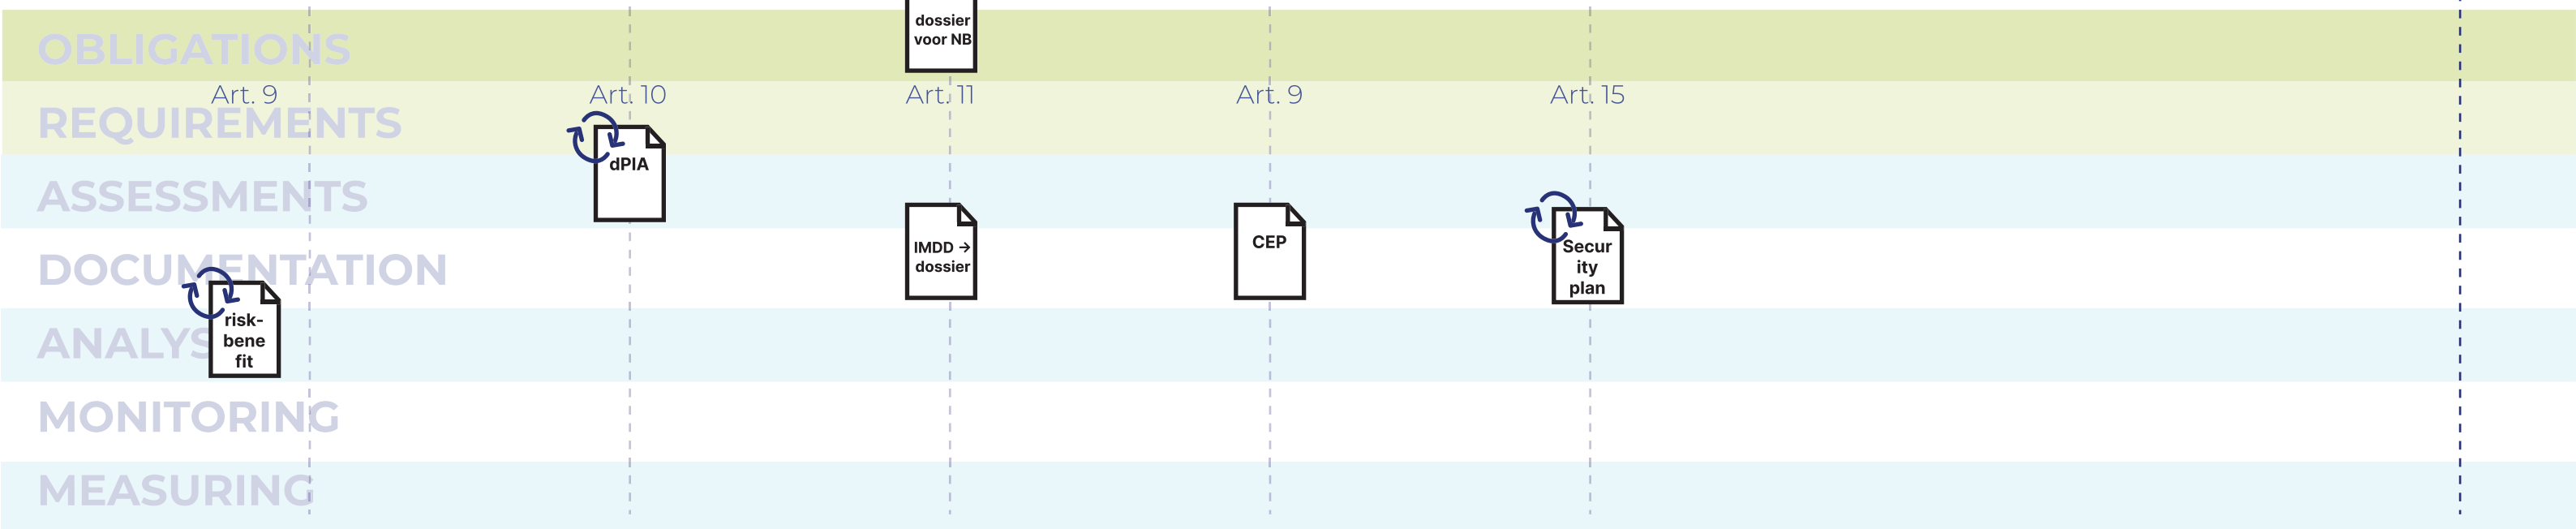 dossier
voor NB
OBLIGATIONS
Art. 9
Art. 10
Art. 11
Art. 9
Art. 15
REQUIREMENTS
dPIA
ASSESSMENTS
IMDD →
dossier
CEP
Secur
ity
plan
DOCUMENTATION
risk-
bene
fit
ANALYS
MONITORING
MEASURING